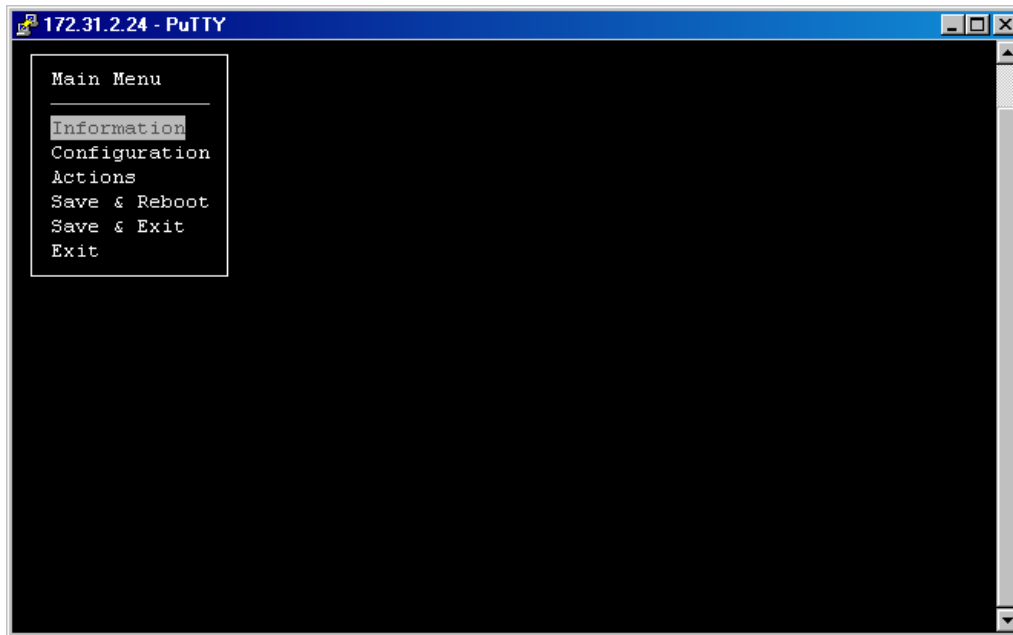 172.31.2.24 - PuTTY
Main Menu
Information
Configuration
Actions
Save & Reboot
Save & Exit
Exit